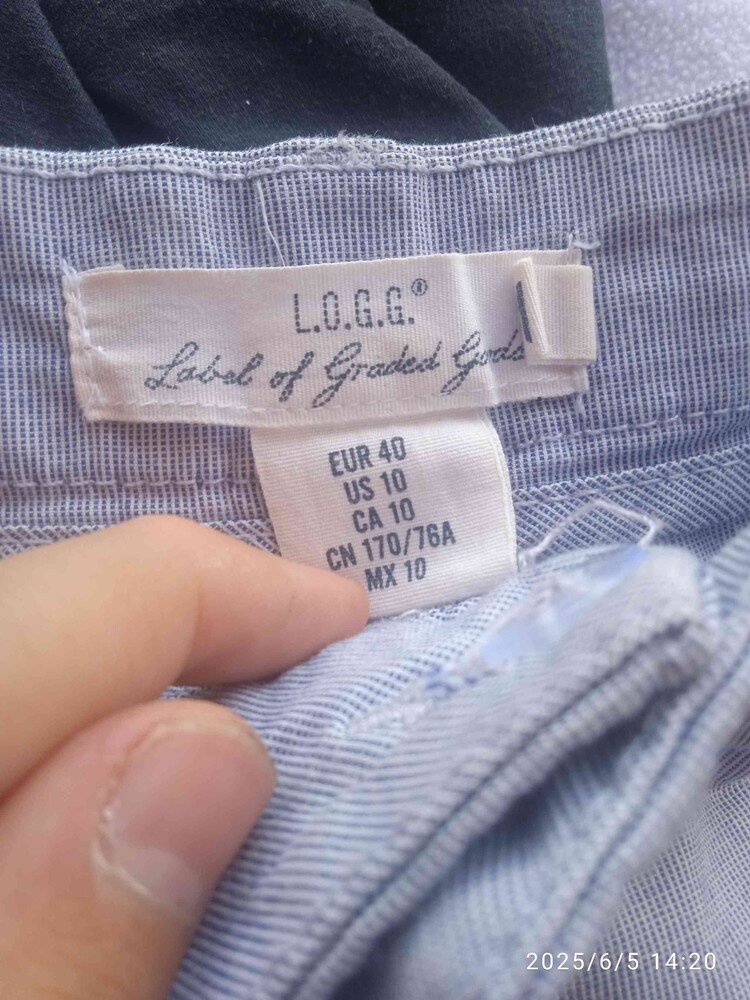 L.O.G.G.®
Label of Graded Goods
EUR 40
US 10
CA 10
CN 170/76A
MX 10
2025/6/5 14:20